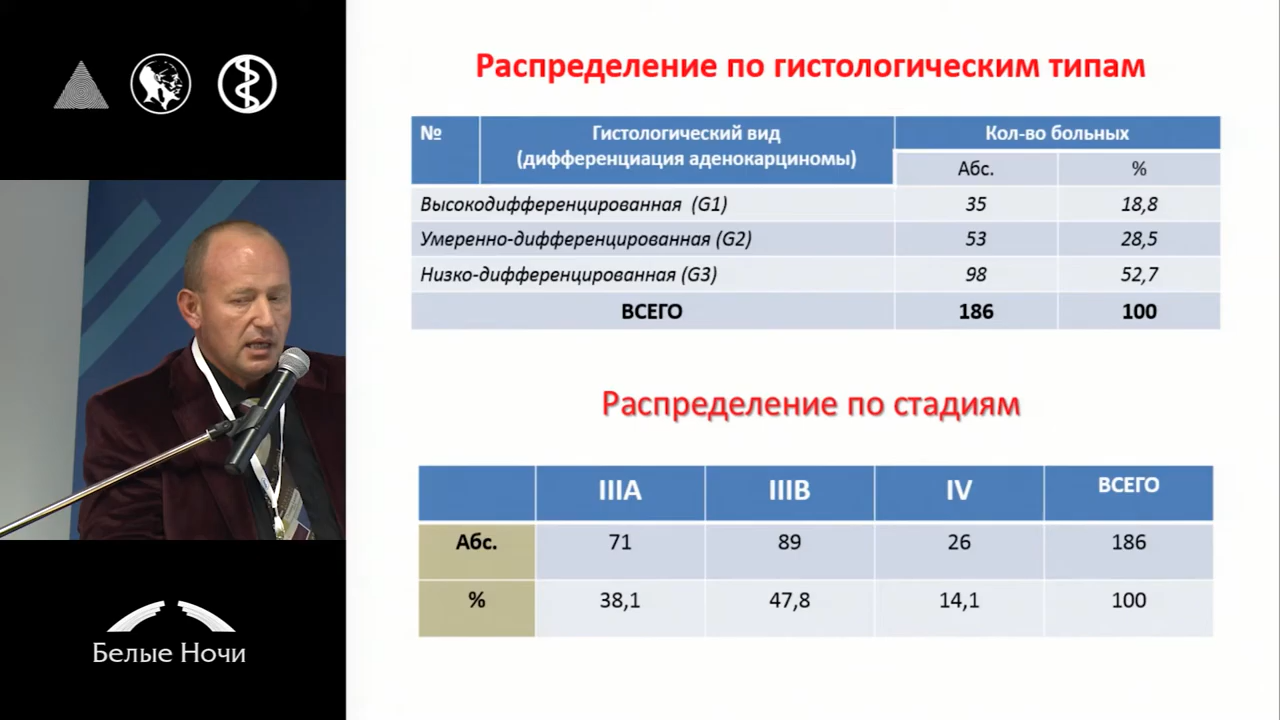 Распределение по гистологическим типам
№ Гистологический вид Кол-во больных
(дифференциация аденокарциномы)
Абс. %
Высокодифференцированная (G1) 35 18,8
Умеренно-дифференцированная (G2) 53 28,5
Низко-дифференцированная (G3) 98 52,7
ВСЕГО 186 100
Распределение по стадиям
IIIA IIIB IV ВСЕГО
Абс. 71 89 26 186
% 38,1 47,8 14,1 100
Белые Ночи